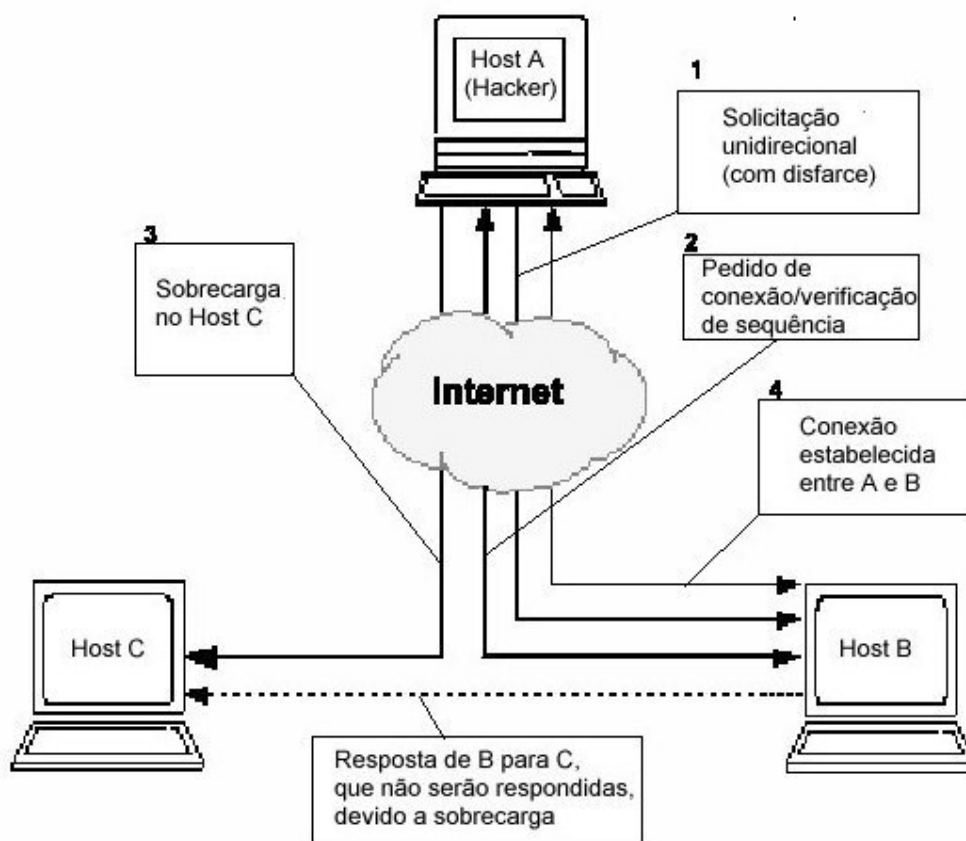 Host A
(Hacker)
1
Solicitação
unidirecional
(com disfarce)
2
Pedido de
conexão/verificação
de sequência
3
Sobrecarga
no Host C
Internet
4
Conexão
estabelecida
entre A e B
Host C
Host B
Resposta de B para C,
que não serão respondidas,
devido a sobrecarga